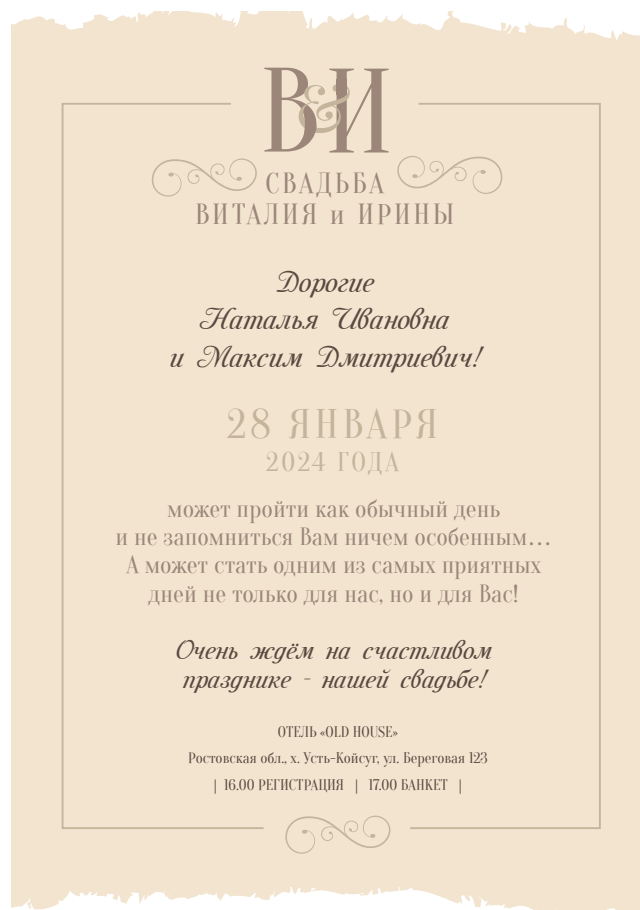 В&И
СВАДЬБА
ВИТАЛИЯ и ИРИНЫ
Дорогие
Наталья Ивановна
и Максим Дмитриевич!
28 ЯНВАРЯ
2024 ГОДА
может пройти как обычный день
и не запомниться Вам ничем особенным...
А может стать одним из самых приятных
дней не только для нас, но и для Вас!
Очень ждём на счастливом
празднике - нашей свадьбе!
ОТЕЛЬ «OLD HOUSE»
Ростовская обл., х. Усть-Койсуг, ул. Береговая 123
| 16.00 РЕГИСТРАЦИЯ | 17.00 БАНКЕТ |